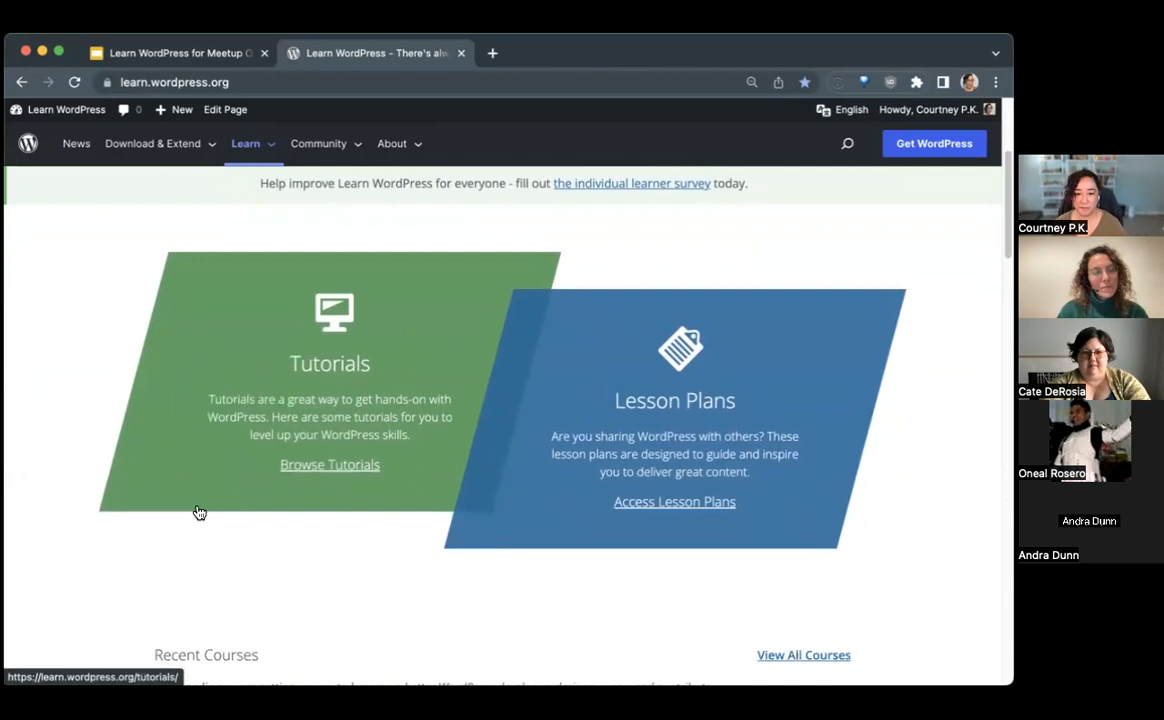 Learn WordPress for Meetup O
Learn WordPress - There's alw
learn.wordpress.org
Learn WordPress 0 New Edit Page English Howdy, Courtney P.K.
News Download & Extend Learn Community About Get WordPress
Help improve Learn WordPress for everyone - fill out the individual learner survey today.
Tutorials
Tutorials are a great way to get hands-on with
WordPress. Here are some tutorials for you to
level up your WordPress skills.
Browse Tutorials
Lesson Plans
Are you sharing WordPress with others? These
lesson plans are designed to guide and inspire
you to deliver great content.
Access Lesson Plans
Recent Courses
View All Courses
https://learn.wordpress.org/tutorials/
Courtney P.K.
Cate DeRosia
Oneal Rosero
Andra Dunn
Andra Dunn